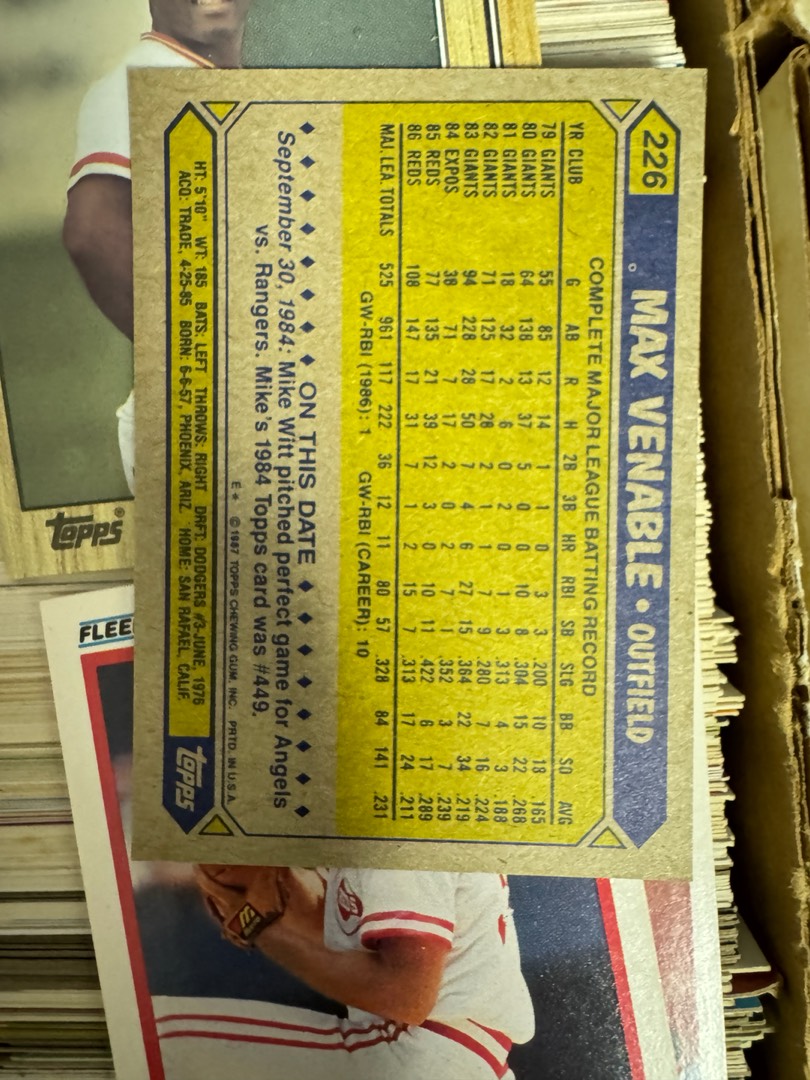 226 MAX VENABLE • OUTFIELD
COMPLETE MAJOR LEAGUE BATTING RECORD
YR CLUB G AB R H 2B 3B HR RBI SB SLG BB SO AVG
79 GIANTS 55 85 12 14 1 1 0 3 3 .200 10 18 .165
80 GIANTS 64 138 13 37 5 0 0 10 8 .304 15 22 .268
81 GIANTS 18 32 2 6 0 2 0 1 3 .313 4 3 .188
82 GIANTS 71 125 17 28 2 1 1 7 9 .280 7 16 .224
83 GIANTS 94 228 28 50 7 4 6 27 15 .364 22 34 .219
84 EXPOS 38 71 7 17 2 0 2 7 1 .352 3 7 .239
85 REDS 77 135 21 39 12 3 0 10 11 .422 6 17 .289
86 REDS 108 147 17 31 7 1 2 15 7 .313 17 24 .211
MAJ. LEA. TOTALS 525 961 117 222 36 12 11 80 57 .328 84 141 .231
GW-RBI (1986): 1 GW-RBI (CAREER): 10
ON THIS DATE
September 30, 1984: Mike Witt pitched perfect game for Angels
vs. Rangers. Mike's 1984 Topps card was #449.
E* © 1987 TOPPS CHEWING GUM, INC. PRTD. IN U.S.A.
HT: 5'10" WT: 185 BATS: LEFT THROWS: RIGHT DRFT: DODGERS #3-JUNE, 1976
ACQ: TRADE, 4-25-85 BORN: 6-6-57, PHOENIX, ARIZ. HOME: SAN RAFAEL, CALIF.
TOPPS
TOPPS®
FLEE